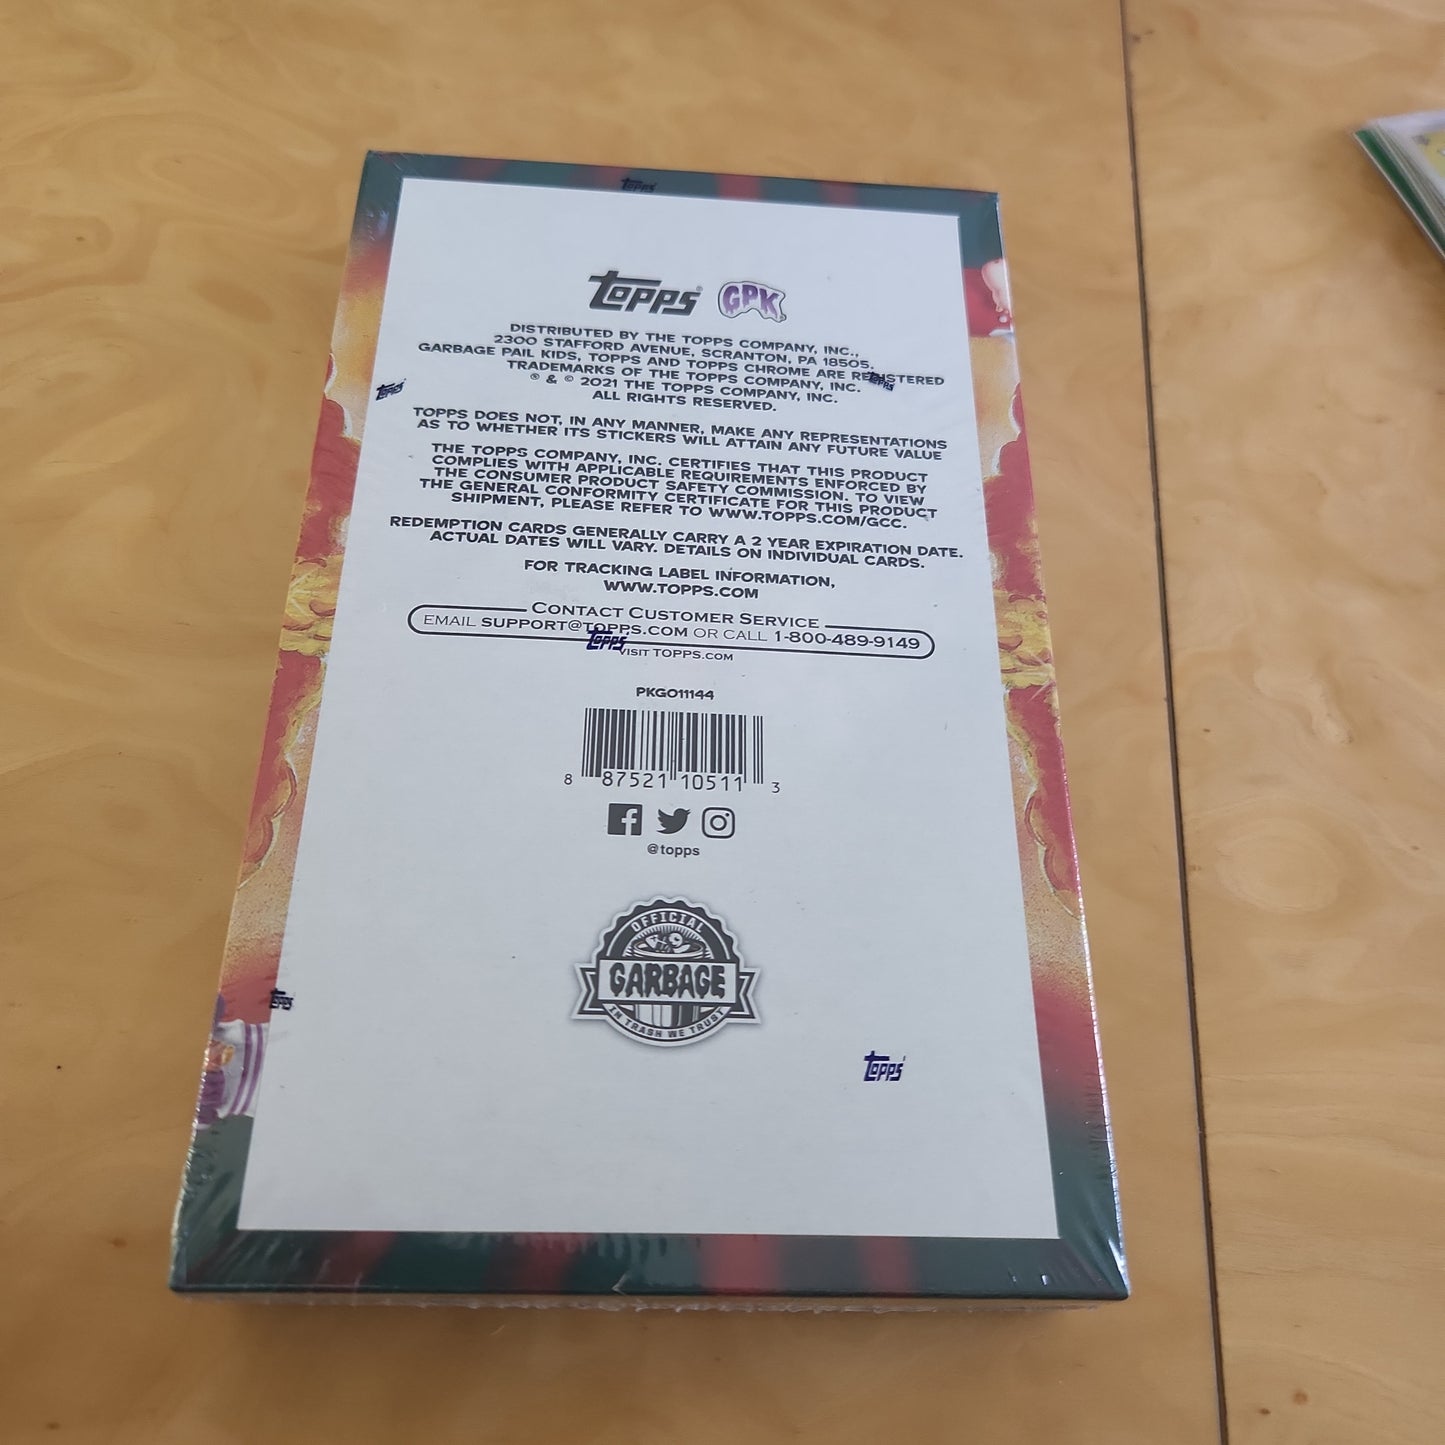 Topps
Topps® GPK
DISTRIBUTED BY THE TOPPS COMPANY, INC.,
2300 STAFFORD AVENUE, SCRANTON, PA 18505.
GARBAGE PAIL KIDS, TOPPS AND TOPPS CHROME ARE REGISTERED
TRADEMARKS OF THE TOPPS COMPANY, INC.
® & © 2021 THE TOPPS COMPANY, INC.
ALL RIGHTS RESERVED.
Topps
Topps
TOPPS DOES NOT, IN ANY MANNER, MAKE ANY REPRESENTATIONS
AS TO WHETHER ITS STICKERS WILL ATTAIN ANY FUTURE VALUE
THE TOPPS COMPANY, INC. CERTIFIES THAT THIS PRODUCT
COMPLIES WITH APPLICABLE REQUIREMENTS ENFORCED BY
THE CONSUMER PRODUCT SAFETY COMMISSION. TO VIEW
THE GENERAL CONFORMITY CERTIFICATE FOR THIS PRODUCT
SHIPMENT, PLEASE REFER TO WWW.TOPPS.COM/GCC.
REDEMPTION CARDS GENERALLY CARRY A 2 YEAR EXPIRATION DATE.
ACTUAL DATES WILL VARY. DETAILS ON INDIVIDUAL CARDS.
FOR TRACKING LABEL INFORMATION,
WWW.TOPPS.COM
CONTACT CUSTOMER SERVICE
EMAIL SUPPORT@TOPPS.COM OR CALL 1-800-489-9149
Topps
VISIT TOPPS.COM
PKG011144
8 87521 10511 3
@topps
OFFICIAL
GARBAGE
IN TRASH WE TRUST
Topps
Topps